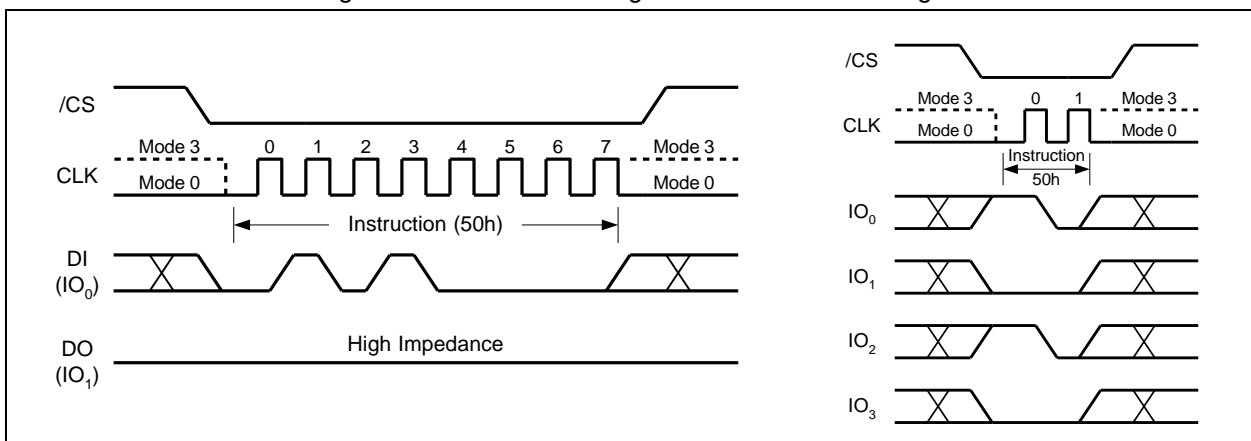 /CS
Mode 3 0 1 2 3 4 5 6 7 Mode 3
CLK
Mode 0 Mode 0
Instruction (50h)
DI
(IO0)
High Impedance
DO
(IO1)
/CS
Mode 3 0 1 Mode 3
CLK
Mode 0 Mode 0
Instruction
50h
IO0
IO1
IO2
IO3